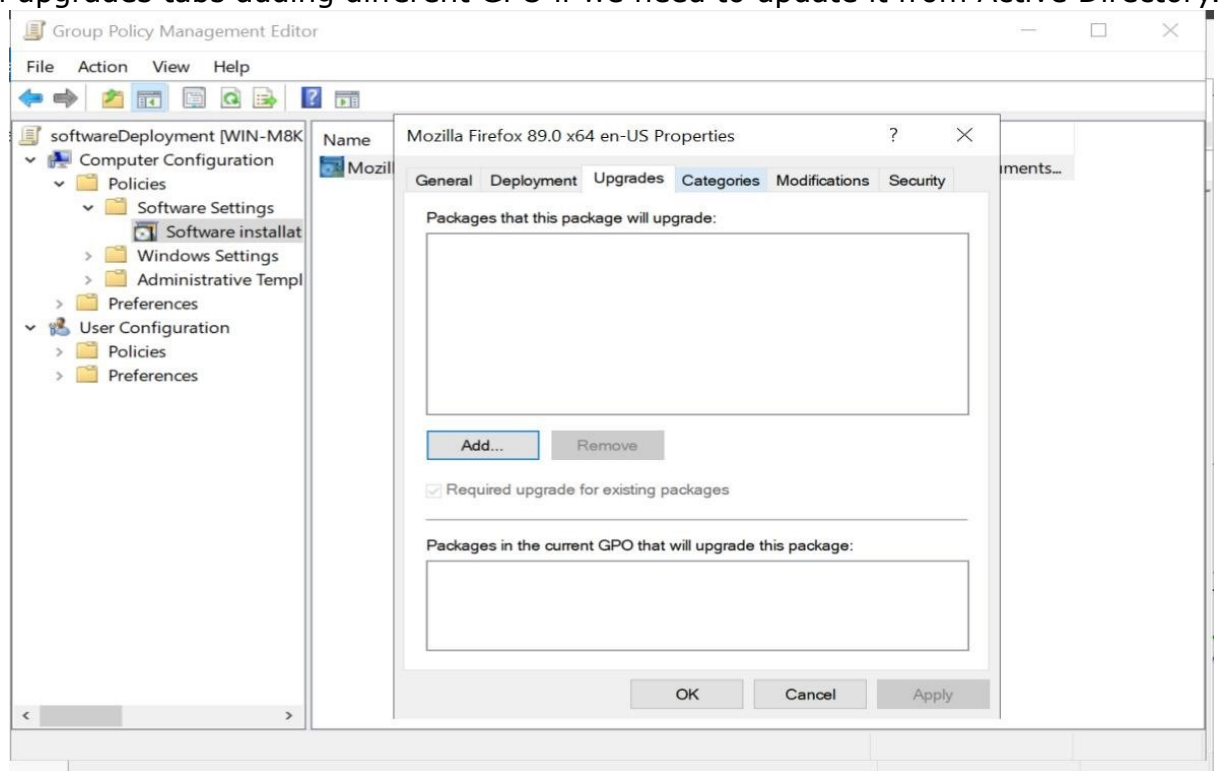 upgrades tabs adding different GPO if we need to update it from Active Directory.
Group Policy Management Edito
File Action View Help
softwareDeployment [WIN-M8K
Computer Configuration
Policies
Software Settings
Software installat
Windows Settings
Administrative Templ
Preferences
User Configuration
Policies
Preferences
Name
Mozill
uments...
Mozilla Firefox 89.0 x64 en-US Properties ? ×
General Deployment Upgrades Categories Modifications Security
Packages that this package will upgrade:
Add... Remove
Required upgrade for existing packages
Packages in the current GPO that will upgrade this package:
OK Cancel Apply